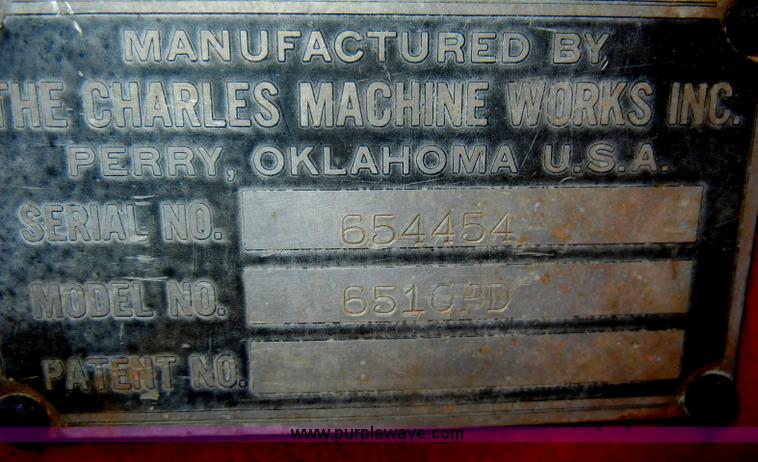 MANUFACTURED BY
THE CHARLES MACHINE WORKS INC.
PERRY, OKLAHOMA U.S.A.
SERIAL NO. 654454
MODEL NO. 6510PD
PATENT NO.
www.purplewave.com